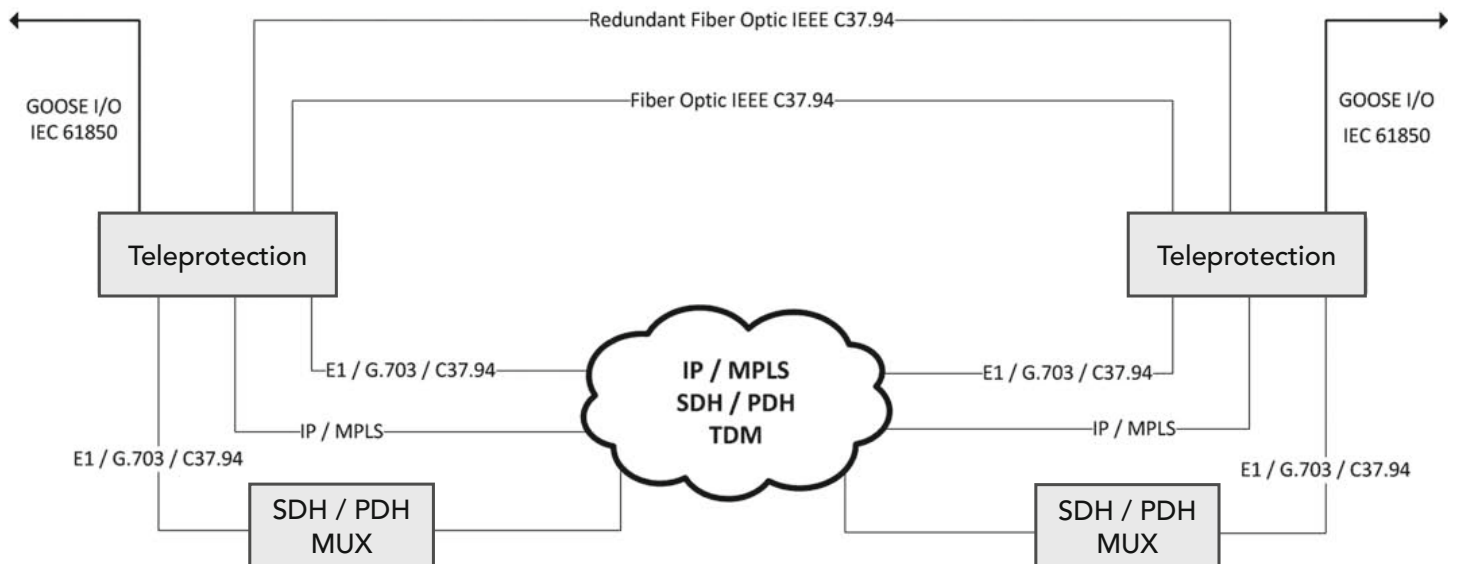 Redundant Fiber Optic IEEE C37.94
Fiber Optic IEEE C37.94
GOOSE I/O
IEC 61850
GOOSE I/O
IEC 61850
Teleprotection
Teleprotection
E1 / G.703 / C37.94
IP / MPLS
SDH / PDH
TDM
E1 / G.703 / C37.94
IP / MPLS
IP / MPLS
E1 / G.703 / C37.94
E1 / G.703 / C37.94
SDH / PDH
MUX
SDH / PDH
MUX